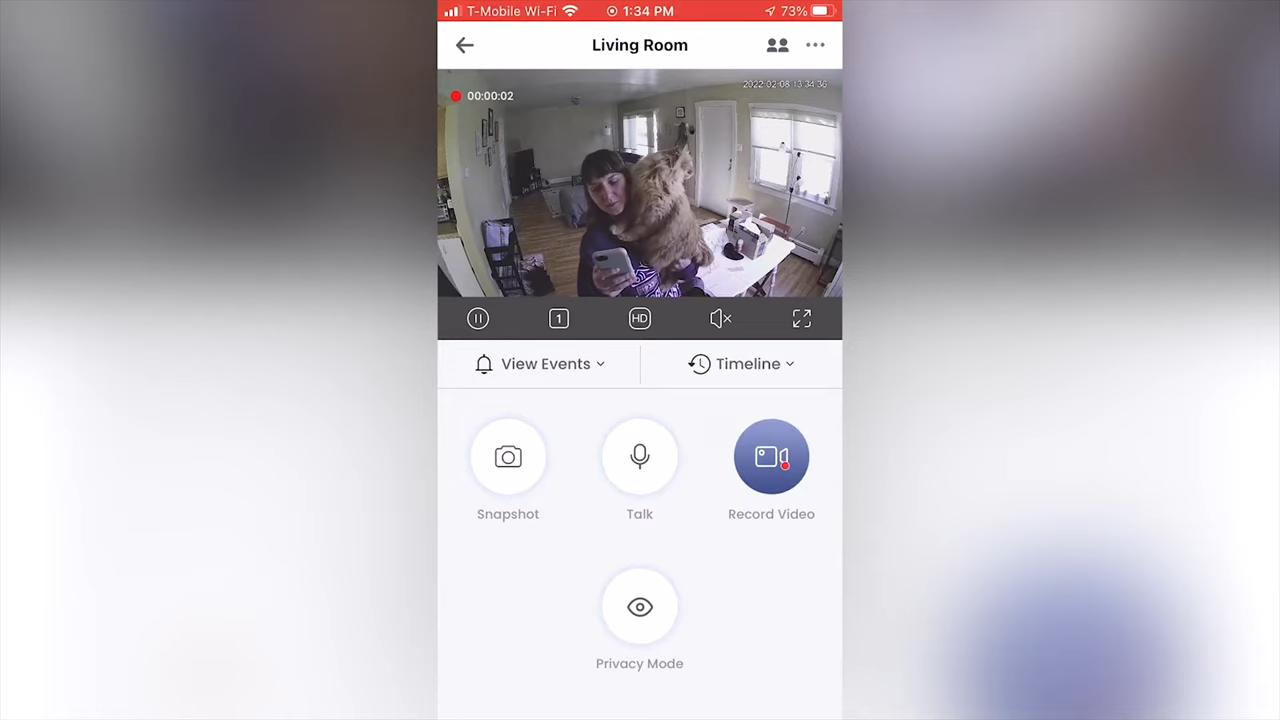 T-Mobile Wi-Fi 1:34 PM 73%
Living Room
2022-02-08 13:34:36
00:00:02
1 HD
View Events Timeline
Snapshot Talk Record Video
Privacy Mode